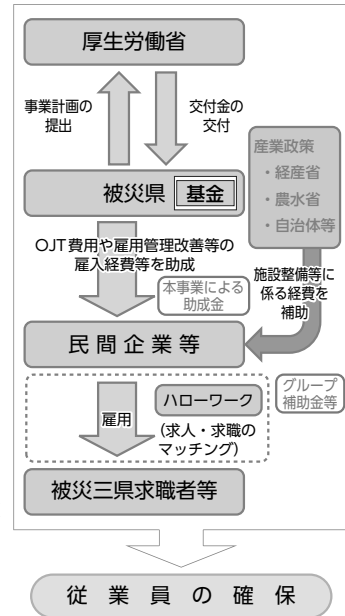 厚生労働省
事業計画の
提出
交付金の
交付
産業政策
・経産省
・農水省
・自治体等
被災県 基金
OJT費用や雇用管理改善等の
雇入経費等を助成
本事業による
助成金
施設整備等に
係る経費を
補助
民間企業等
グループ
補助金等
雇用
ハローワーク
(求人・求職の
マッチング)
被災三県求職者等
従業員の確保